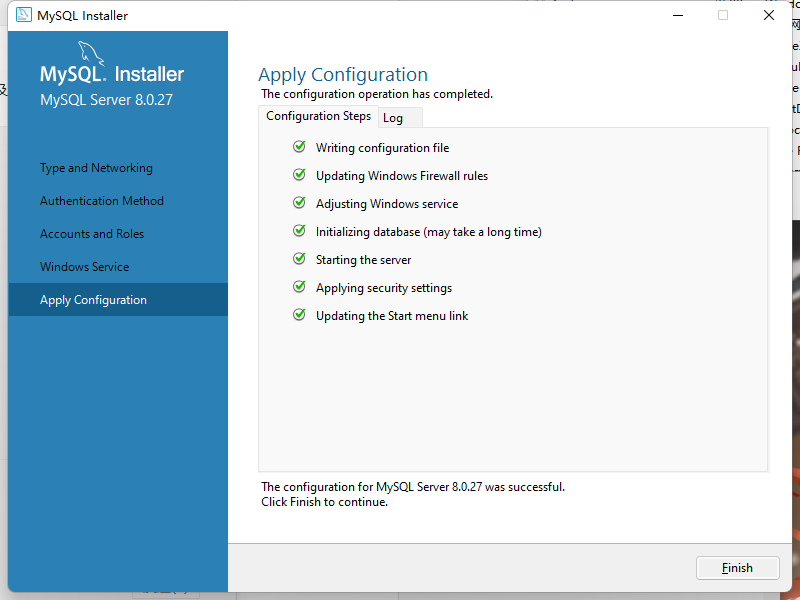 MySQL Installer
MySQL. Installer
MySQL Server 8.0.27
Type and Networking
Authentication Method
Accounts and Roles
Windows Service
Apply Configuration
Apply Configuration
The configuration operation has completed.
Configuration Steps Log
Writing configuration file
Updating Windows Firewall rules
Adjusting Windows service
Initializing database (may take a long time)
Starting the server
Applying security settings
Updating the Start menu link
The configuration for MySQL Server 8.0.27 was successful.
Click Finish to continue.
Finish